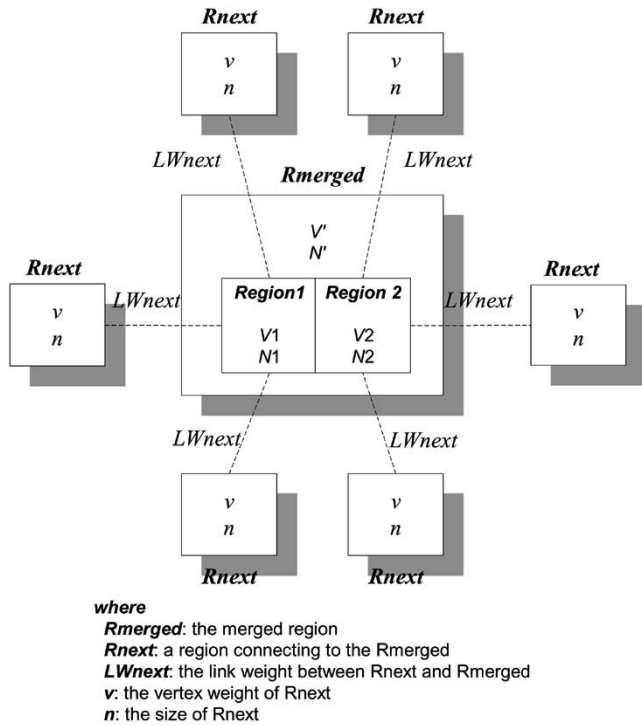 Rnext
Rnext
v
v
n
n
LWnext
LWnext
Rmerged
V'
N'
Rnext
Rnext
LWnext
Region1
Region 2
LWnext
v
v
n
V1
V2
n
N1
N2
LWnext
LWnext
v
v
n
n
Rnext
Rnext
where
Rmerged: the merged region
Rnext: a region connecting to the Rmerged
LWnext: the link weight between Rnext and Rmerged
v: the vertex weight of Rnext
n: the size of Rnext